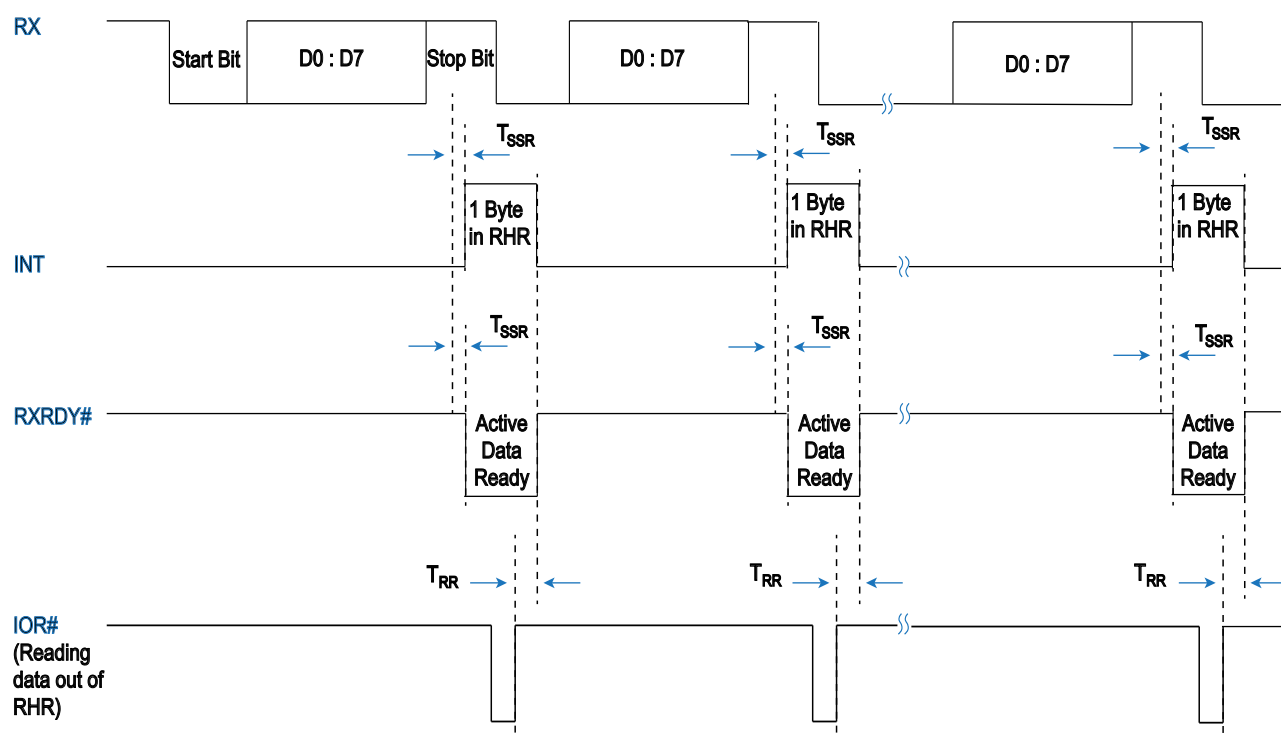 RX
Start Bit
D0 : D7
Stop Bit
D0 : D7
D0 : D7
TSSR
TSSR
TSSR
1 Byte
in RHR
1 Byte
in RHR
1 Byte
in RHR
INT
TSSR
TSSR
TSSR
RXRDY#
Active
Data
Ready
Active
Data
Ready
Active
Data
Ready
TRR
TRR
TRR
IOR#
(Reading
data out of
RHR)